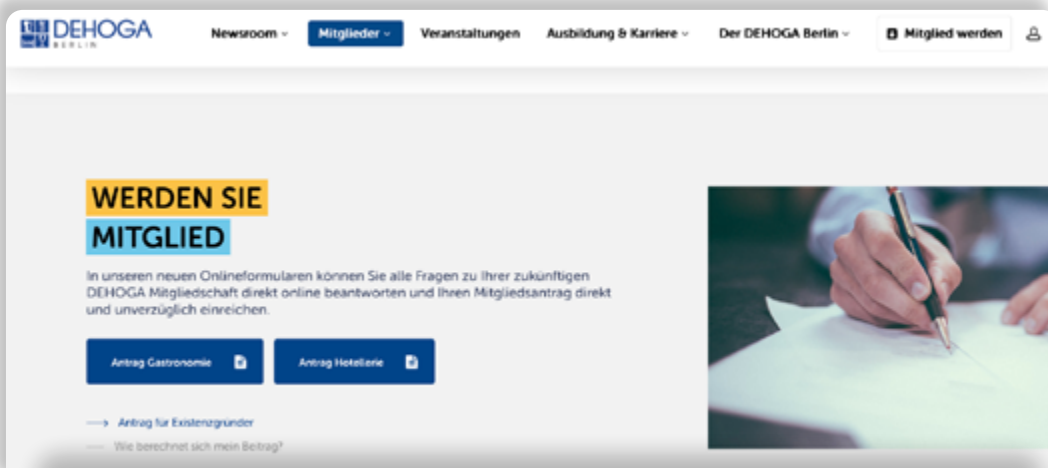 DEHOGA
BERLIN
Newsroom
Mitglieder
Veranstaltungen
Ausbildung & Karriere
Der DEHOGA Berlin
Mitglied werden
WERDEN SIE
MITGLIED
In unseren neuen Onlineformularen können Sie alle Fragen zu Ihrer zukünftigen
DEHOGA Mitgliedschaft direkt online beantworten und Ihren Mitgliedsantrag direkt
und unverzüglich einreichen.
Antrag Gastronomie
Antrag Hotellerie
Antrag für Existenzgründer
Wie berechnet sich mein Beitrag?